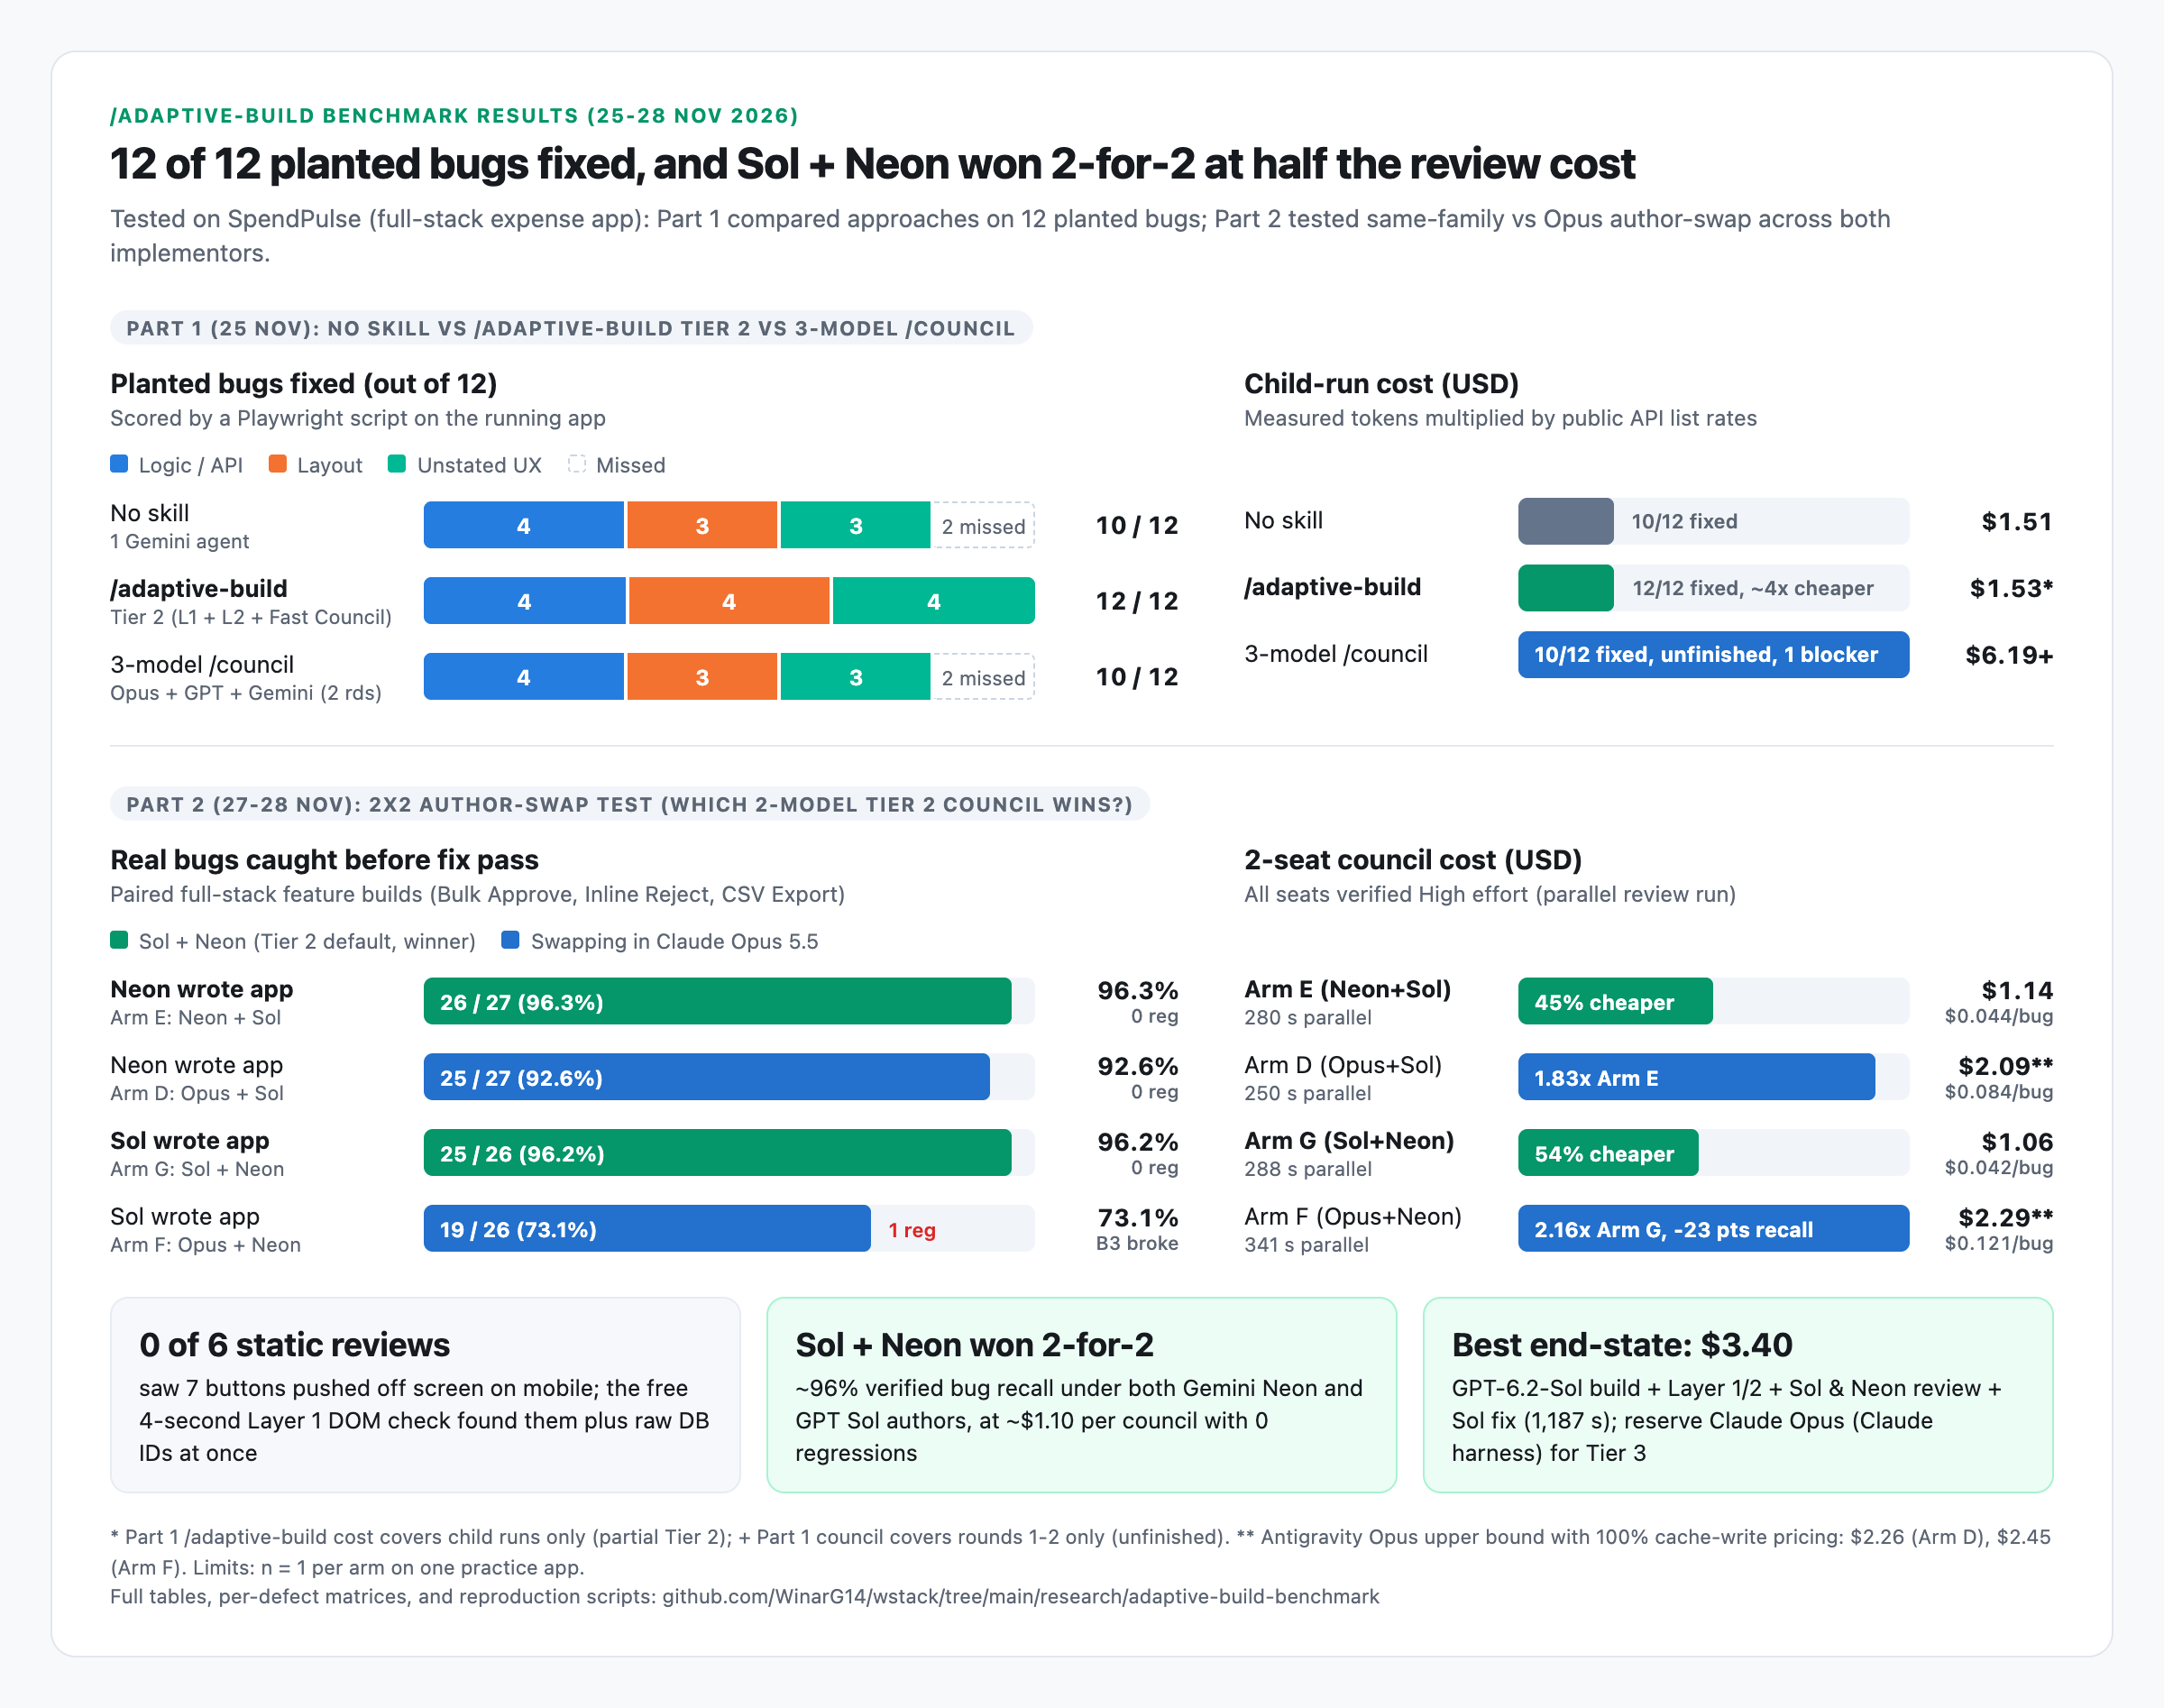 /ADAPTIVE-BUILD BENCHMARK RESULTS (25-28 NOV 2026)
12 of 12 planted bugs fixed, and Sol + Neon won 2-for-2 at half the review cost
Tested on SpendPulse (full-stack expense app): Part 1 compared approaches on 12 planted bugs; Part 2 tested same-family vs Opus author-swap across both
implementors.
PART 1 (25 NOV): NO SKILL VS /ADAPTIVE-BUILD TIER 2 VS 3-MODEL /COUNCIL
Planted bugs fixed (out of 12)
Scored by a Playwright script on the running app
Logic / API
Layout
Unstated UX
Missed
No skill
1 Gemini agent
4
3
3
2 missed
10 / 12
/adaptive-build
Tier 2 (L1 + L2 + Fast Council)
4
4
4
12 / 12
3-model /council
Opus + GPT + Gemini (2 rds)
4
3
3
2 missed
10 / 12
Child-run cost (USD)
Measured tokens multiplied by public API list rates
No skill
10/12 fixed
$1.51
/adaptive-build
12/12 fixed, ~4x cheaper
$1.53*
3-model /council
10/12 fixed, unfinished, 1 blocker
$6.19+
PART 2 (27-28 NOV): 2X2 AUTHOR-SWAP TEST (WHICH 2-MODEL TIER 2 COUNCIL WINS?)
Real bugs caught before fix pass
Paired full-stack feature builds (Bulk Approve, Inline Reject, CSV Export)
Sol + Neon (Tier 2 default, winner)
Swapping in Claude Opus 5.5
Neon wrote app
Arm E: Neon + Sol
26 / 27 (96.3%)
96.3%
0 reg
Neon wrote app
Arm D: Opus + Sol
25 / 27 (92.6%)
92.6%
0 reg
Sol wrote app
Arm G: Sol + Neon
25 / 26 (96.2%)
96.2%
0 reg
Sol wrote app
Arm F: Opus + Neon
19 / 26 (73.1%)
1 reg
73.1%
B3 broke
2-seat council cost (USD)
All seats verified High effort (parallel review run)
Arm E (Neon+Sol)
280 s parallel
45% cheaper
$1.14
$0.044/bug
Arm D (Opus+Sol)
250 s parallel
1.83x Arm E
$2.09**
$0.084/bug
Arm G (Sol+Neon)
288 s parallel
54% cheaper
$1.06
$0.042/bug
Arm F (Opus+Neon)
341 s parallel
2.16x Arm G, -23 pts recall
$2.29**
$0.121/bug
0 of 6 static reviews
saw 7 buttons pushed off screen on mobile; the free
4-second Layer 1 DOM check found them plus raw DB
IDs at once
Sol + Neon won 2-for-2
~96% verified bug recall under both Gemini Neon and
GPT Sol authors, at ~$1.10 per council with 0
regressions
Best end-state: $3.40
GPT-6.2-Sol build + Layer 1/2 + Sol & Neon review +
Sol fix (1,187 s); reserve Claude Opus (Claude
harness) for Tier 3
* Part 1 /adaptive-build cost covers child runs only (partial Tier 2); + Part 1 council covers rounds 1-2 only (unfinished). ** Antigravity Opus upper bound with 100% cache-write pricing: $2.26 (Arm D), $2.45
(Arm F). Limits: n = 1 per arm on one practice app.
Full tables, per-defect matrices, and reproduction scripts: github.com/WinarG14/wstack/tree/main/research/adaptive-build-benchmark